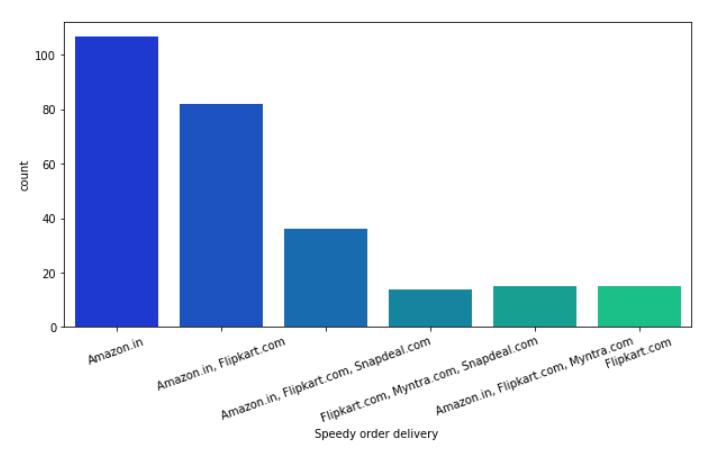 100
80
60
40
20
0
count
Amazon.in
Amazon.in, Flipkart.com
Amazon.in, Flipkart.com, Snapdeal.com
Flipkart.com, Myntra.com, Snapdeal.com
Amazon.in, Flipkart.com, Myntra.com
Flipkart.com
Speedy order delivery